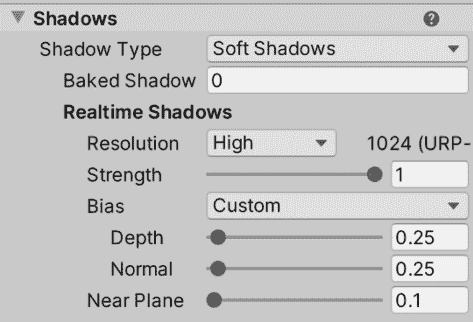 Shadows ?
Shadow Type Soft Shadows
Baked Shadow 0
Realtime Shadows
Resolution High 1024 (URP-
Strength 1
Bias Custom
Depth 0.25
Normal 0.25
Near Plane 0.1